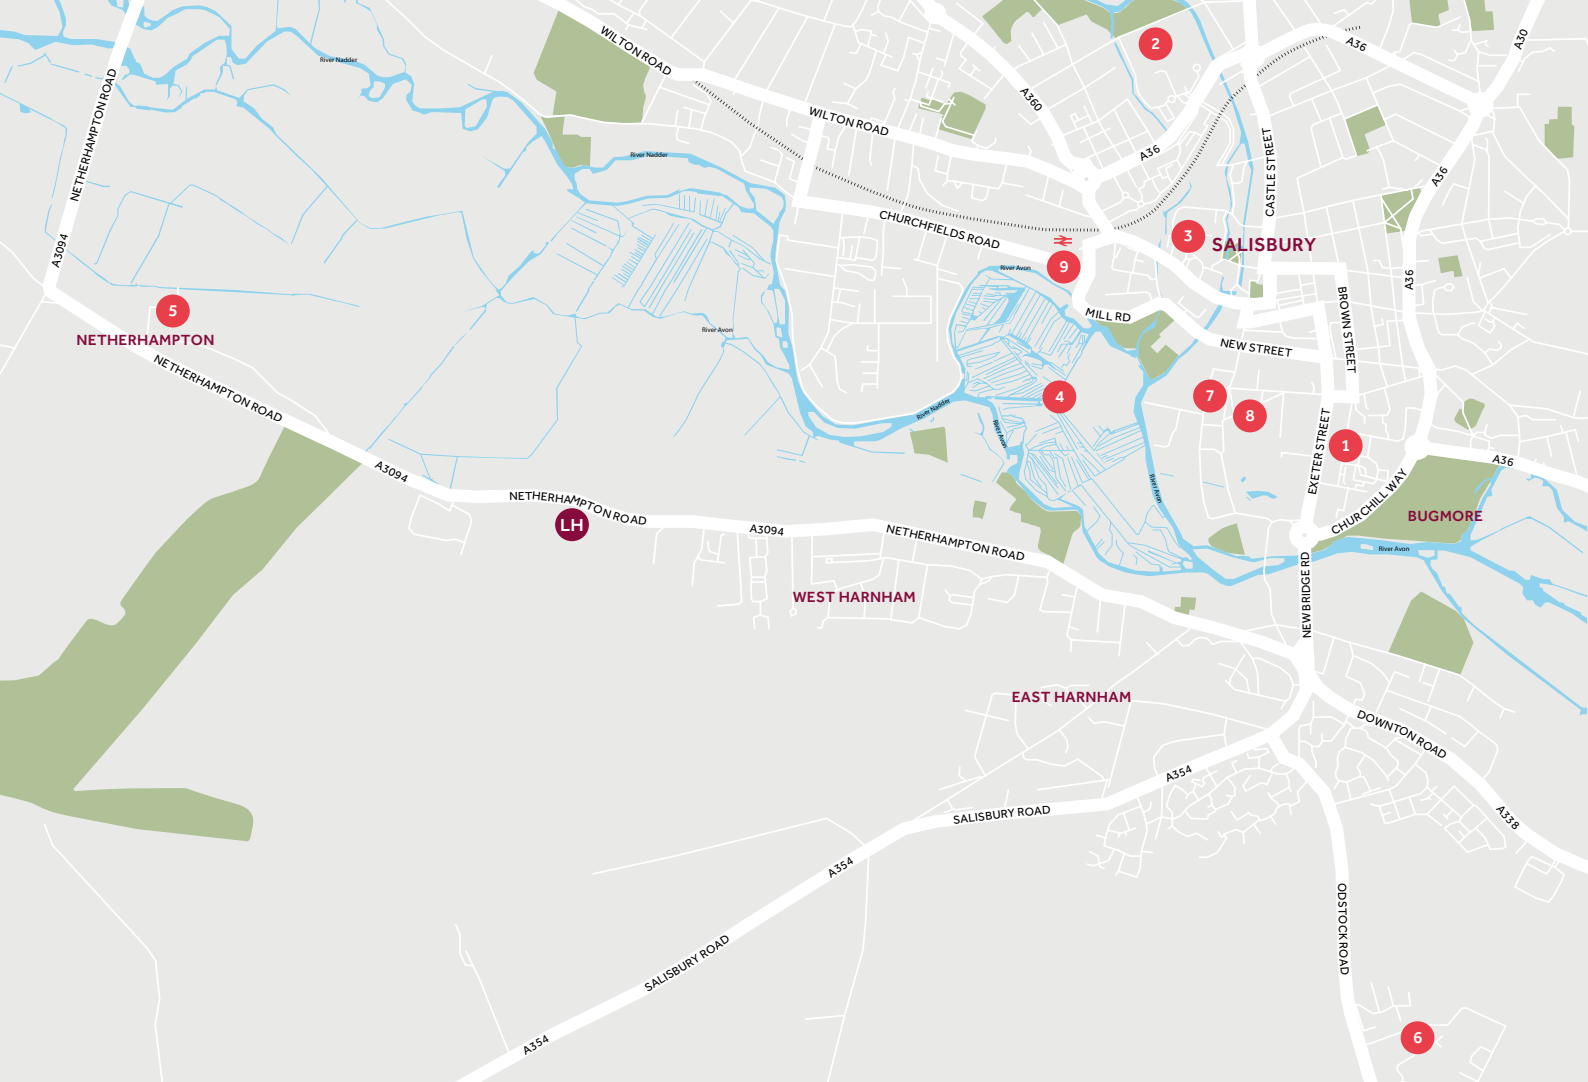 WILTON ROAD
River Nadder
NETHERHAMPTON ROAD
A3094
5
NETHERHAMPTON
NETHERHAMPTON ROAD
A3094
NETHERHAMPTON ROAD
LH
A3094
NETHERHAMPTON ROAD
WEST HARNHAM
EAST HARNHAM
WILTON ROAD
River Nadder
CHURCHFIELDS ROAD
River Avon
River Avon
A360
A36
2
A36
A30
CASTLE STREET
A36
3
SALISBURY
9
MILL RD
NEW STREET
BROWN STREET
A36
4
7
8
1
River Nadder
River Avon
River Avon
EXETER STREET
CHURCHILL WAY
A36
BUGMORE
River Avon
NEW BRIDGE RD
DOWNTON ROAD
A338
A354
SALISBURY ROAD
A354
SALISBURY ROAD
A354
ODSTOCK ROAD
6